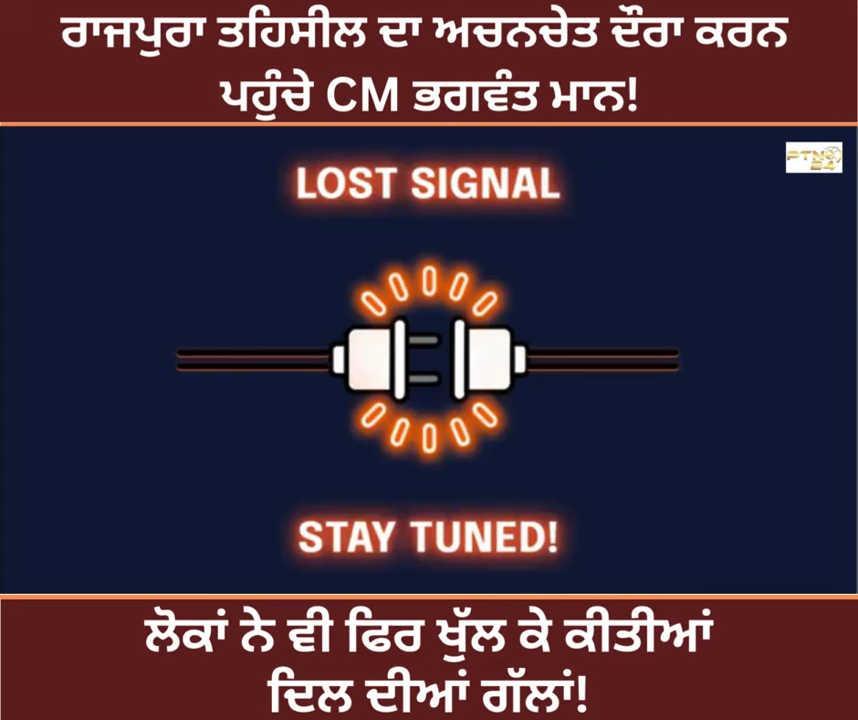 ਰਾਜਪੁਰਾ ਤਹਿਸੀਲ ਦਾ ਅਚਨਚੇਤ ਦੌਰਾ ਕਰਨ
ਪਹੁੰਚੇ CM ਭਗਵੰਤ ਮਾਨ!
LOST SIGNAL
STAY TUNED!
ਲੋਕਾਂ ਨੇ ਵੀ ਫਿਰ ਖੁੱਲ ਕੇ ਕੀਤੀਆਂ
ਦਿਲ ਦੀਆਂ ਗੱਲਾਂ!